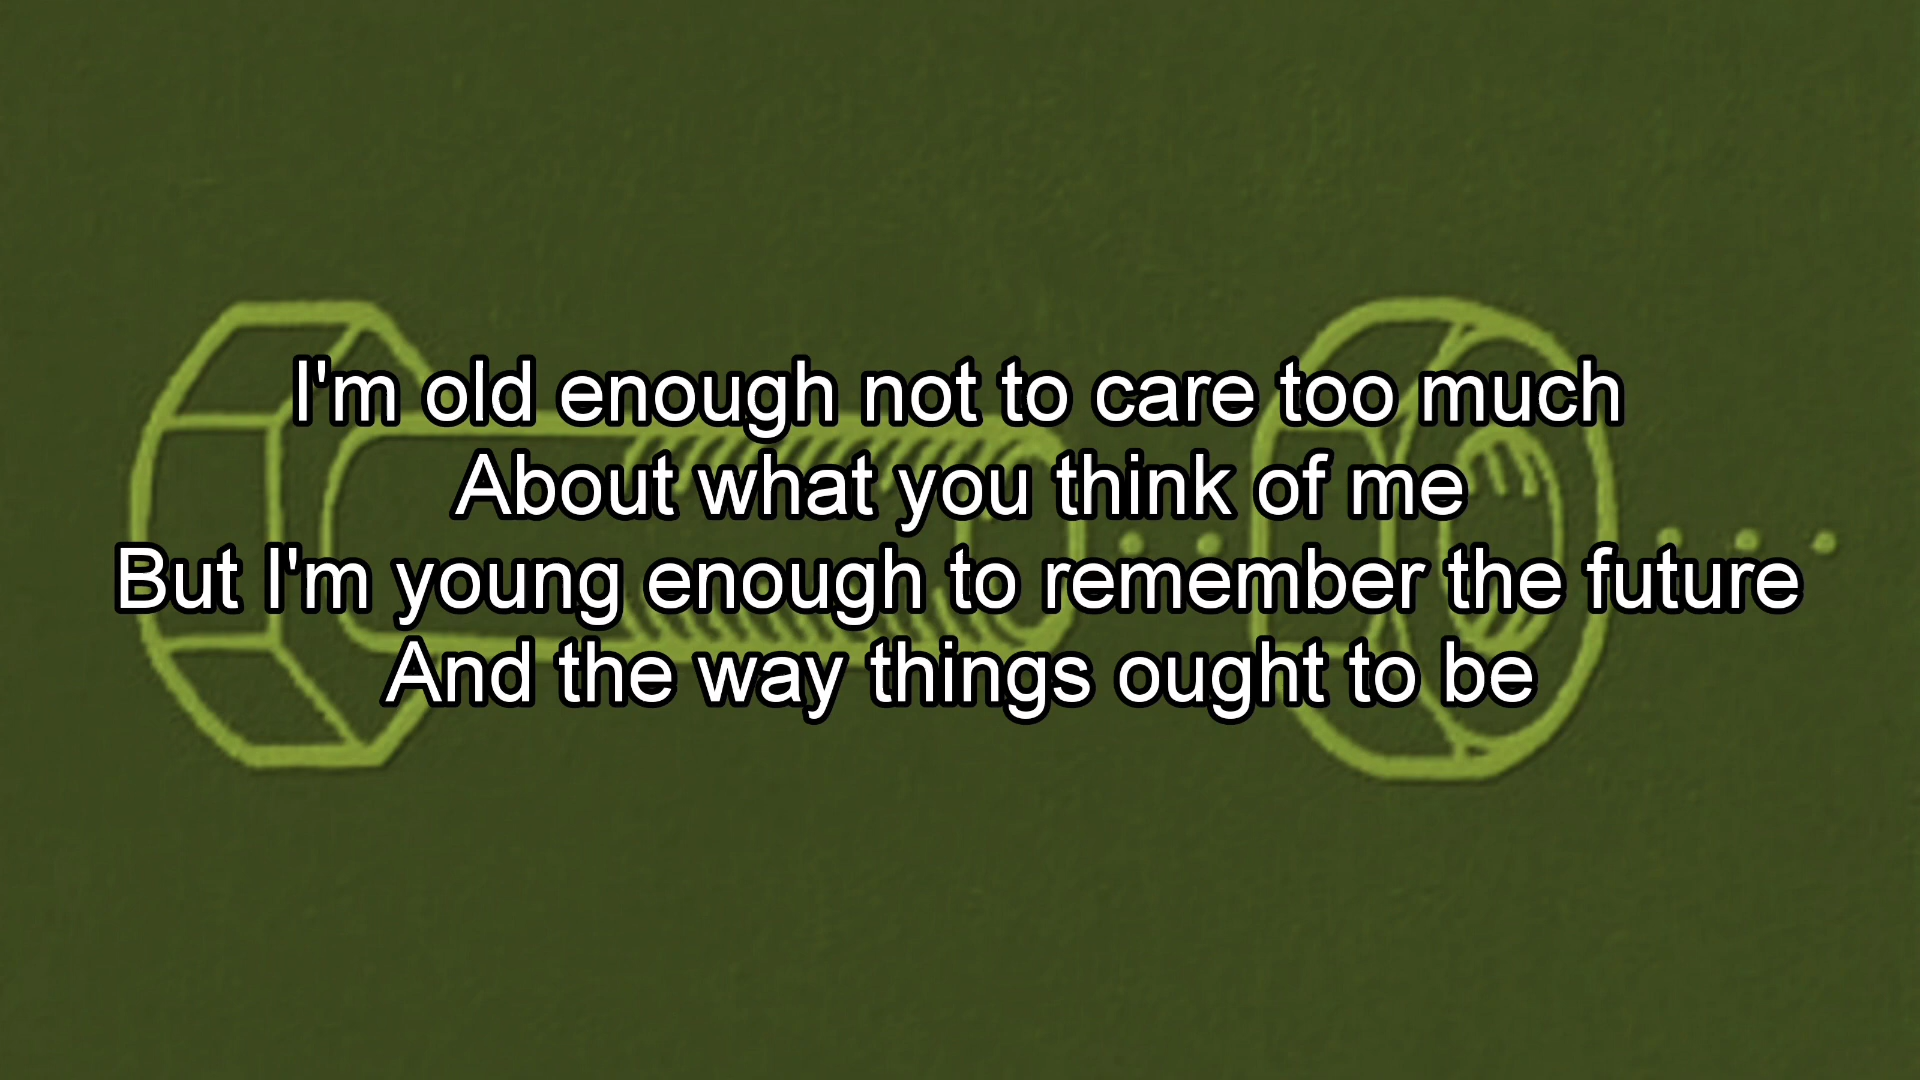 I'm old enough not to care too much
About what you think of me
But I'm young enough to remember the future
And the way things ought to be